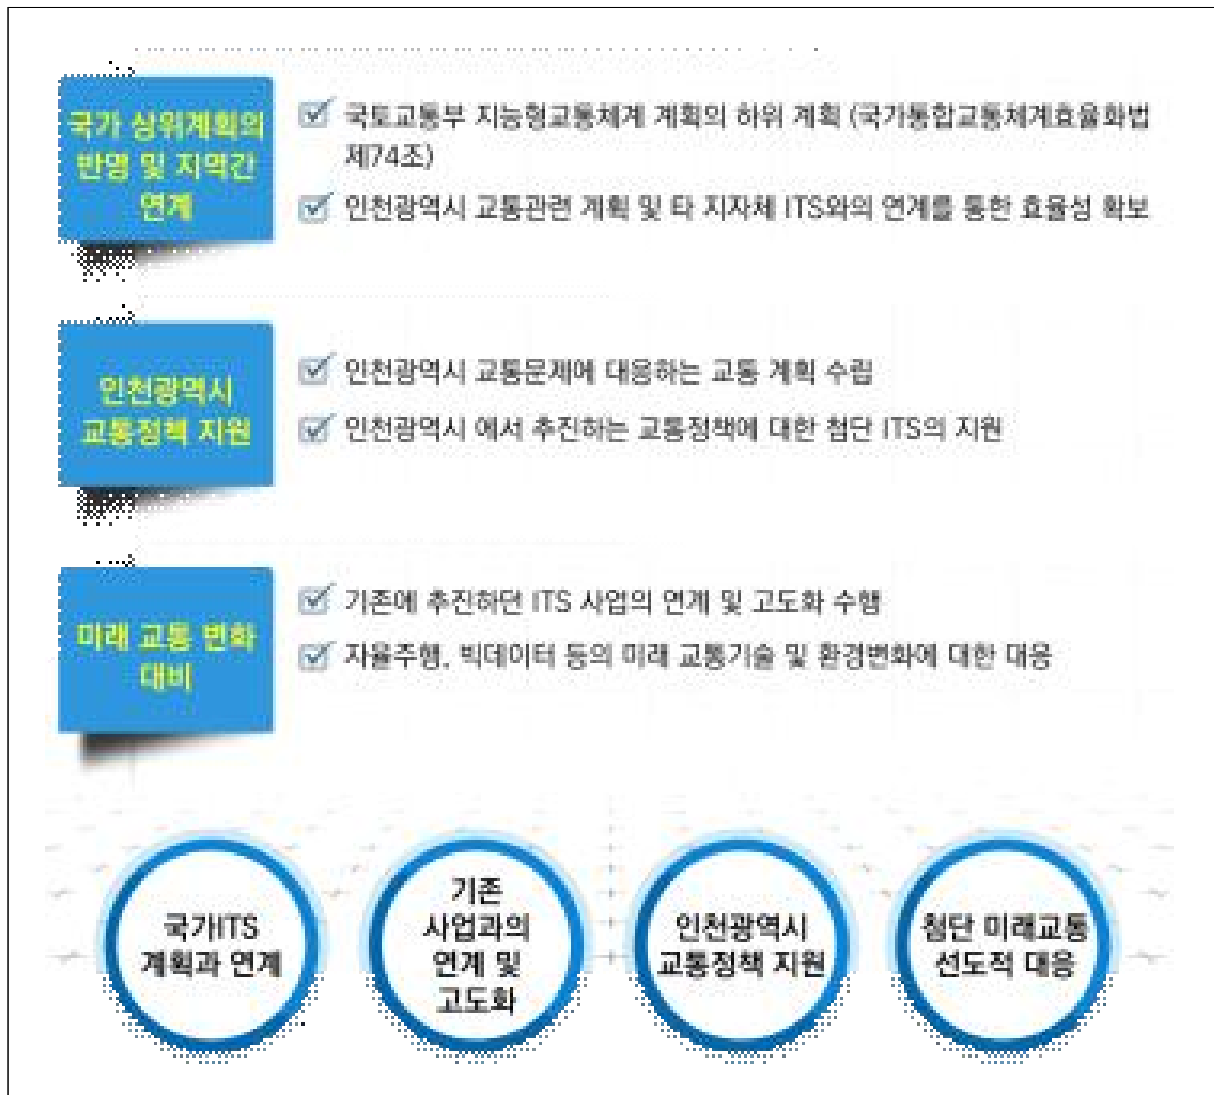 국가 상위계획의
반영 및 지역간
연계
국토교통부 지능형교통체계 계획의 하위 계획 (국가통합교통체계효율화법
제74조)
인천광역시 교통관련 계획 및 타 지자체 ITS와의 연계를 통한 효율성 확보
인천광역시
교통정책 지원
인천광역시 교통문제에 대응하는 교통 계획 수립
인천광역시 에서 추진하는 교통정책에 대한 첨단 ITS의 지원
미래 교통 변화
대비
기존에 추진하던 ITS 사업의 연계 및 고도화 수행
자율주행, 빅데이터 등의 미래 교통기술 및 환경변화에 대한 대응
국가ITS
계획과 연계
기존
사업과의
연계 및
고도화
인천광역시
교통정책 지원
첨단 미래교통
선도적 대응